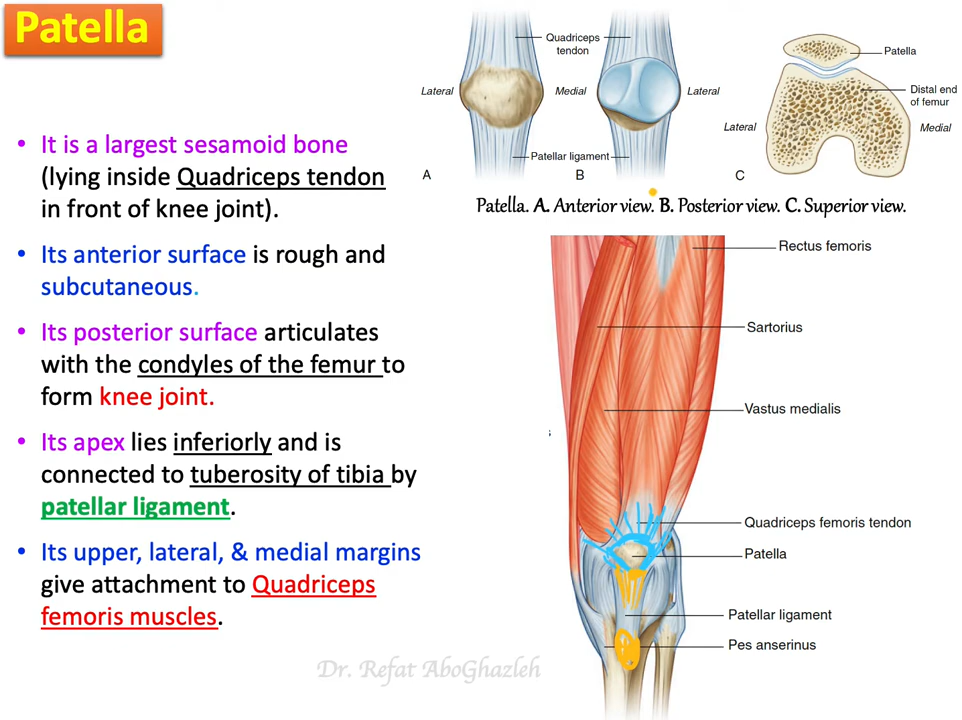 Patella
• It is a largest sesamoid bone
(lying inside Quadriceps tendon
in front of knee joint).
• Its anterior surface is rough and
subcutaneous.
• Its posterior surface articulates
with the condyles of the femur to
form knee joint.
• Its apex lies inferiorly and is
connected to tuberosity of tibia by
patellar ligament.
• Its upper, lateral, & medial margins
give attachment to Quadriceps
femoris muscles.
Quadriceps
tendon
Lateral
Medial
Lateral
Patellar ligament
A
B
Patella
Distal end
of femur
Lateral
Medial
C
Patella. A. Anterior view. B. Posterior view. C. Superior view.
Rectus femoris
Sartorius
Vastus medialis
Quadriceps femoris tendon
Patella
Patellar ligament
Pes anserinus
Dr. Refat AboGhazleh